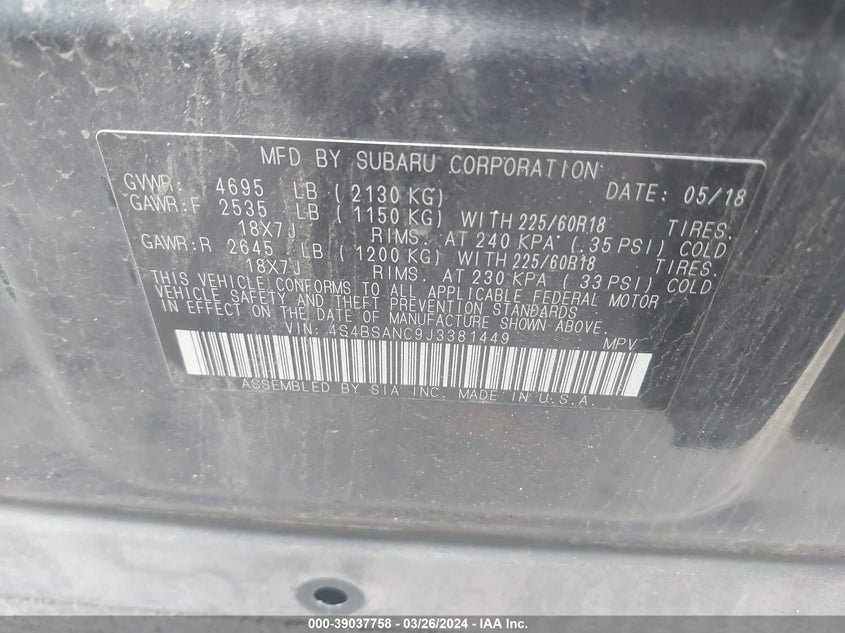 MFD BY SUBARU CORPORATION
GVWR: 4695 LB (2130 KG) DATE: 05/18
GAWR:F 2535 LB (1150 KG) WITH 225/60R18 TIRES.
18X7J RIMS. AT 240 KPA (.35 PSI) COLD
GAWR:R 2645 LB (1200 KG) WITH 225/60R18 TIRES.
18X7J RIMS. AT 230 KPA (33 PSI) COLD
THIS VEHICLE CONFORMS TO ALL APPLICABLE FEDERAL MOTOR
VEHICLE SAFETY AND THEFT PREVENTION STANDARDS
IN EFFECT ON THE DATE OF MANUFACTURE SHOWN ABOVE.
VIN: 4S4BSANC9J3381449 MPV
ASSEMBLED BY SIA INC. MADE IN U.S.A.
000-39037758 - 03/26/2024 - IAA Inc.